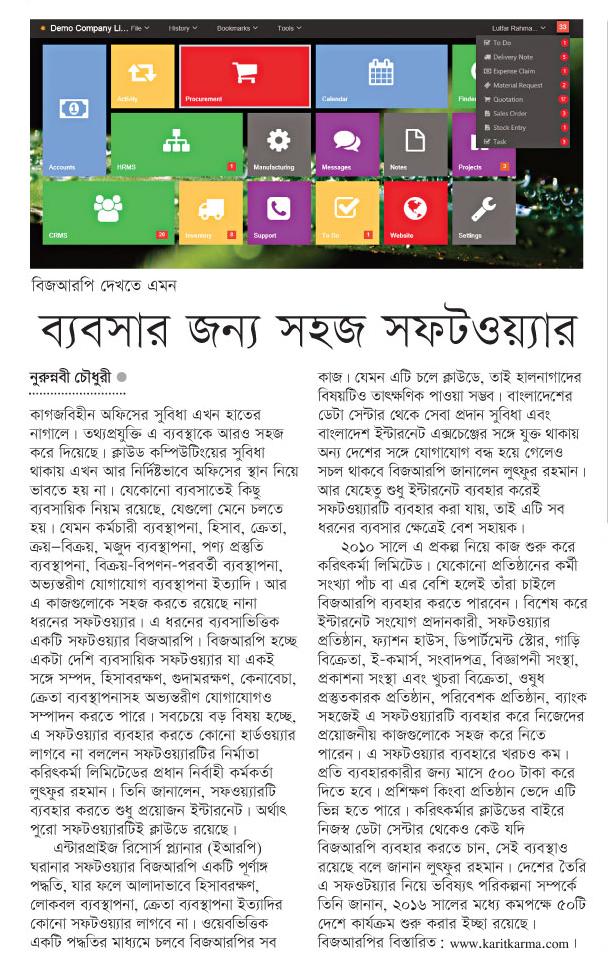 Demo Company Li... File History Bookmarks Tools Lutfar Rahma... 33
To Do 1
Delivery Note 5
Expense Claim 1
Material Request 2
Quotation 17
Sales Order 3
Stock Entry 1
Task 1
Accounts Activity Procurement Calendar Finder
HRMS 1 Manufacturing Messages Notes Projects 3
CRMS 20 Inventory 8 Support To Do 1 Website Settings
বিজআরপি দেখতে এমন
ব্যবসার জন্য সহজ সফটওয়্যার
নুরুন্নবী চৌধুরী
কাগজবিহীন অফিসের সুবিধা এখন হাতের
নাগালে। তথ্যপ্রযুক্তি এ ব্যবস্থাকে আরও সহজ
করে দিয়েছে। ক্লাউড কম্পিউটিংয়ের সুবিধা
থাকায় এখন আর নির্দিষ্টভাবে অফিসের স্থান নিয়ে
ভাবতে হয় না। যেকোনো ব্যবসাতেই কিছু
ব্যবসায়িক নিয়ম রয়েছে, যেগুলো মেনে চলতে
হয়। যেমন কর্মচারী ব্যবস্থাপনা, হিসাব, ক্রেতা,
ক্রয়–বিক্রয়, মজুদ ব্যবস্থাপনা, পণ্য প্রস্তুতি
ব্যবস্থাপনা, বিক্রয়-বিপণন-পরবর্তী ব্যবস্থাপনা,
অভ্যন্তরীণ যোগাযোগ ব্যবস্থাপনা ইত্যাদি। আর
এ কাজগুলোকে সহজ করতে রয়েছে নানা
ধরনের সফটওয়্যার। এ ধরনের ব্যবসাভিত্তিক
একটি সফটওয়্যার বিজআরপি। বিজআরপি হচ্ছে
একটা দেশি ব্যবসায়িক সফটওয়্যার যা একই
সঙ্গে সম্পদ, হিসাবরক্ষণ, গুদামরক্ষণ, কেনাবেচা,
ক্রেতা ব্যবস্থাপনাসহ অভ্যন্তরীণ যোগাযোগও
সম্পাদন করতে পারে। সবচেয়ে বড় বিষয় হচ্ছে,
এ সফটওয়্যার ব্যবহার করতে কোনো হার্ডওয়্যার
লাগবে না বললেন সফটওয়্যারটির নির্মাতা
করিৎকর্মা লিমিটেডের প্রধান নির্বাহী কর্মকর্তা
লুৎফুর রহমান। তিনি জানালেন, সফওয়্যারটি
ব্যবহার করতে শুধু প্রয়োজন ইন্টারনেট। অর্থাৎ
পুরো সফটওয়্যারটিই ক্লাউডে রয়েছে।
এন্টারপ্রাইজ রিসোর্স প্ল্যানার (ইআরপি)
ঘরানার সফটওয়্যার বিজআরপি একটি পূর্ণাঙ্গ
পদ্ধতি, যার ফলে আলাদাভাবে হিসাবরক্ষণ,
লোকবল ব্যবস্থাপনা, ক্রেতা ব্যবস্থাপনা ইত্যাদির
কোনো সফটওয়্যার লাগবে না। ওয়েবভিত্তিক
একটি পদ্ধতির মাধ্যমে চলবে বিজআরপির সব
কাজ। যেমন এটি চলে ক্লাউডে, তাই হালনাগাদের
বিষয়টিও তাৎক্ষণিক পাওয়া সম্ভব। বাংলাদেশের
ডেটা সেন্টার থেকে সেবা প্রদান সুবিধা এবং
বাংলাদেশ ইন্টারনেট এক্সচেঞ্জের সঙ্গে যুক্ত থাকায়
অন্য দেশের সঙ্গে যোগাযোগ বন্ধ হয়ে গেলেও
সচল থাকবে বিজআরপি জানালেন লুৎফুর রহমান।
আর যেহেতু শুধু ইন্টারনেট ব্যবহার করেই
সফটওয়্যারটি ব্যবহার করা যায়, তাই এটি সব
ধরনের ব্যবসার ক্ষেত্রেই বেশ সহায়ক।
২০১০ সালে এ প্রকল্প নিয়ে কাজ শুরু করে
করিৎকর্মা লিমিটেড। যেকোনো প্রতিষ্ঠানের কর্মী
সংখ্যা পাঁচ বা এর বেশি হলেই তাঁরা চাইলে
বিজআরপি ব্যবহার করতে পারবেন। বিশেষ করে
ইন্টারনেট সংযোগ প্রদানকারী, সফটওয়্যার
প্রতিষ্ঠান, ফ্যাশন হাউস, ডিপার্টমেন্ট স্টোর, গাড়ি
বিক্রেতা, ই-কমার্স, সংবাদপত্র, বিজ্ঞাপনী সংস্থা,
প্রকাশনা সংস্থা এবং খুচরা বিক্রেতা, ওষুধ
প্রস্তুতকারক প্রতিষ্ঠান, পরিবেশক প্রতিষ্ঠান, ব্যাংক
সহজেই এ সফটওয়্যারটি ব্যবহার করে নিজেদের
প্রয়োজনীয় কাজগুলোকে সহজ করে নিতে
পারেন। এ সফটওয়্যার ব্যবহারে খরচও কম।
প্রতি ব্যবহারকারীর জন্য মাসে ৫০০ টাকা করে
দিতে হবে। প্রশিক্ষণ কিংবা প্রতিষ্ঠান ভেদে এটি
ভিন্ন হতে পারে। করিৎকর্মার ক্লাউডের বাইরে
নিজস্ব ডেটা সেন্টার থেকেও কেউ যদি
বিজআরপি ব্যবহার করতে চান, সেই ব্যবস্থাও
রয়েছে বলে জানান লুৎফুর রহমান। দেশের তৈরি
এ সফওটয়্যার নিয়ে ভবিষ্যৎ পরিকল্পনা সম্পর্কে
তিনি জানান, ২০১৬ সালের মধ্যে কমপক্ষে ৫০টি
দেশে কার্যক্রম শুরু করার ইচ্ছা রয়েছে।
বিজআরপির বিস্তারিত : www.karitkarma.com ।